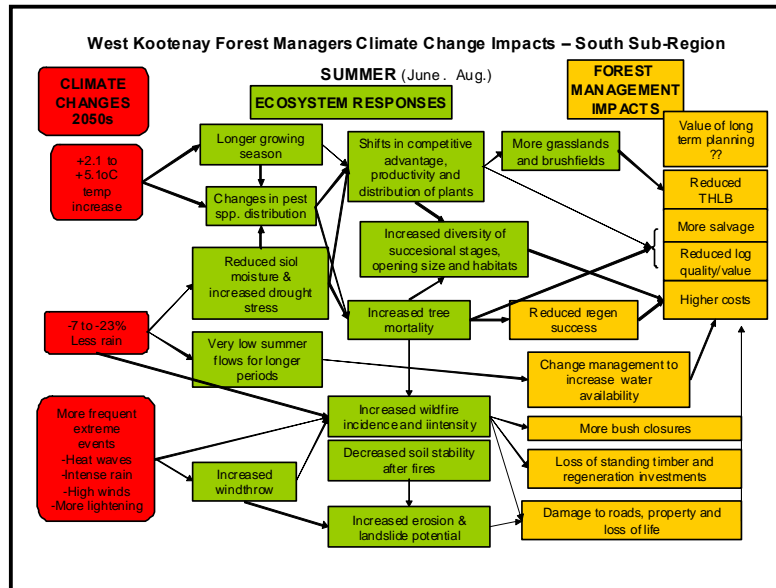 West Kootenay Forest Managers Climate Change Impacts – South Sub-Region
SUMMER (June . Aug.)
CLIMATE
CHANGES
2050s
ECOSYSTEM RESPONSES
FOREST
MANAGEMENT
IMPACTS
+2.1 to
+5.1oC
temp
increase
Longer growing
season
Changes in pest
spp. distribution
Reduced siol
moisture &
increased drought
stress
-7 to -23%
Less rain
Very low summer
flows for longer
periods
More frequent
extreme
events
-Heat waves
-Intense rain
-High winds
-More lightening
Increased
windthrow
Shifts in competitive
advantage,
productivity and
distribution of plants
Increased diversity of
succesional stages,
opening size and habitats
Increased tree
mortality
Increased wildfire
incidence and iintensity
Decreased soil stability
after fires
Increased erosion &
landslide potential
More grasslands
and brushfields
Reduced regen
success
Change management to
increase water
availability
More bush closures
Loss of standing timber and
regeneration investments
Damage to roads, property and
loss of life
Value of long
term planning
??
Reduced
THLB
More salvage
Reduced log
quality/value
Higher costs